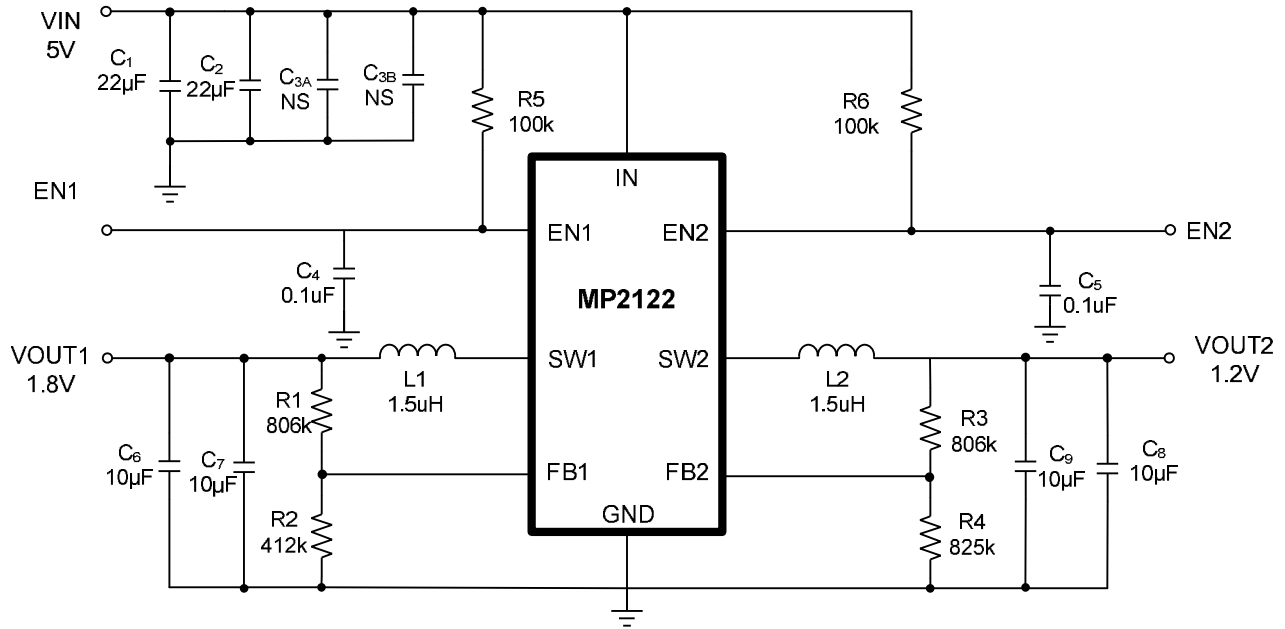 VIN
5V
C₁
22µF
C₂
22µF
C₃A
NS
C₃B
NS
R5
100k
R6
100k
EN1
IN
EN1
EN2
EN2
C₄
0.1uF
MP2122
C₅
0.1uF
VOUT1
1.8V
L1
1.5uH
SW1
SW2
L2
1.5uH
VOUT2
1.2V
R1
806k
R3
806k
C₆
10µF
C₇
10µF
FB1
FB2
C₉
10µF
C₈
10µF
R2
412k
GND
R4
825k